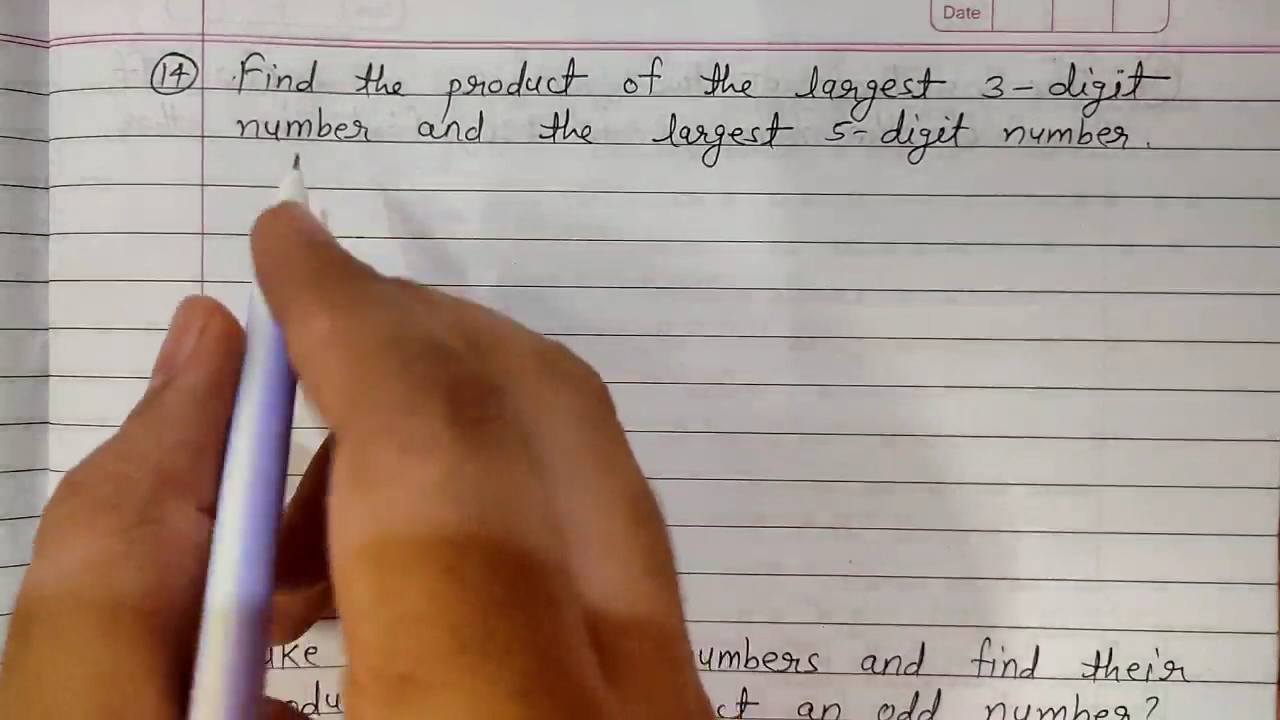 Date
14 Find the product of the largest 3-digit
number and the largest 5-digit number.
and find their
an odd number?